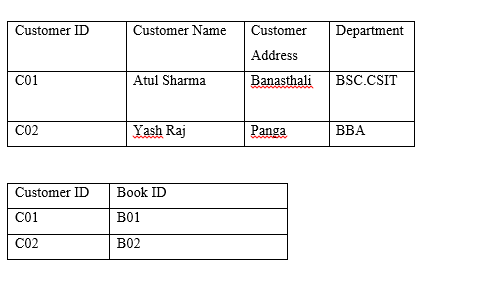 Customer ID Customer Name Customer Address Department
C01 Atul Sharma Banasthali BSC.CSIT
C02 Yash Raj Panga BBA
Customer ID Book ID
C01 B01
C02 B02